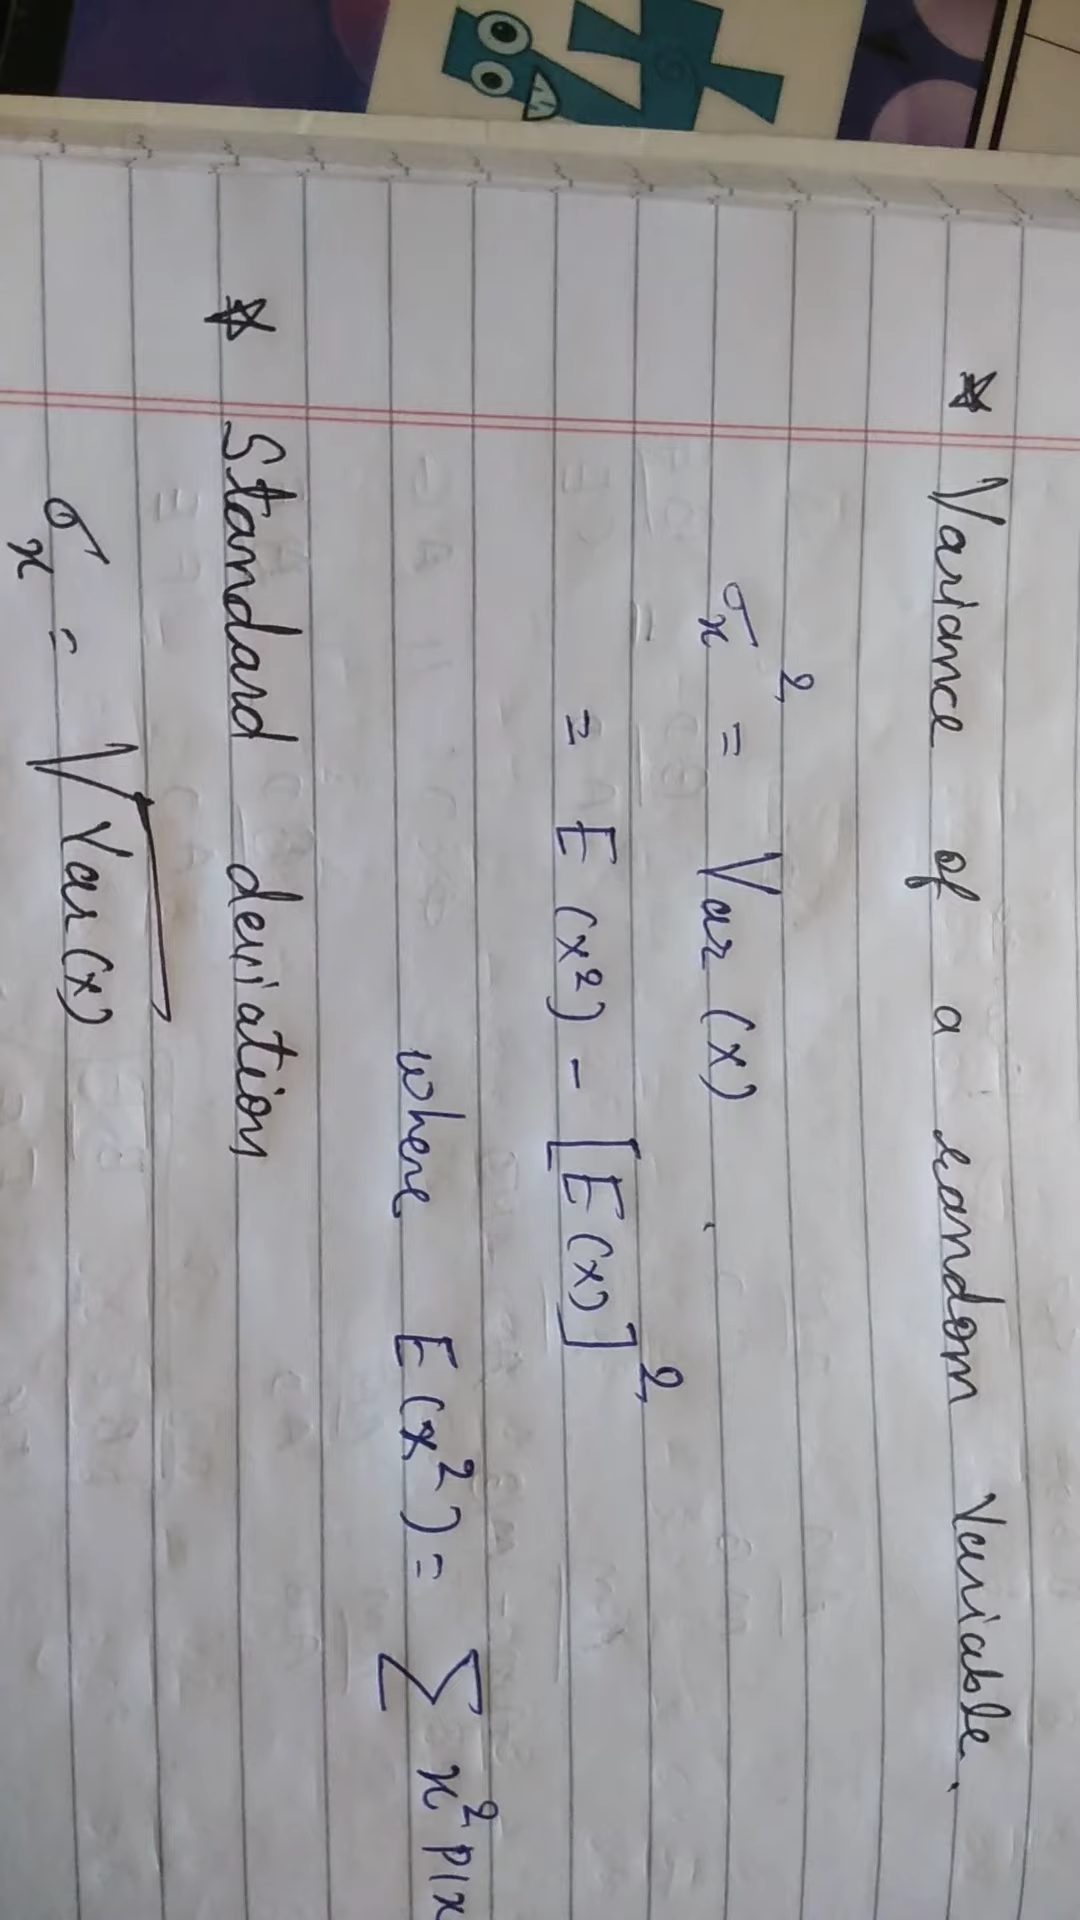 * Variance of a random variable.
σx² = Var (x)
= E (x²) - [E(x)]²
where E(x²) = ∑ x² P(x
* Standard deviation
σx = √Var(x)